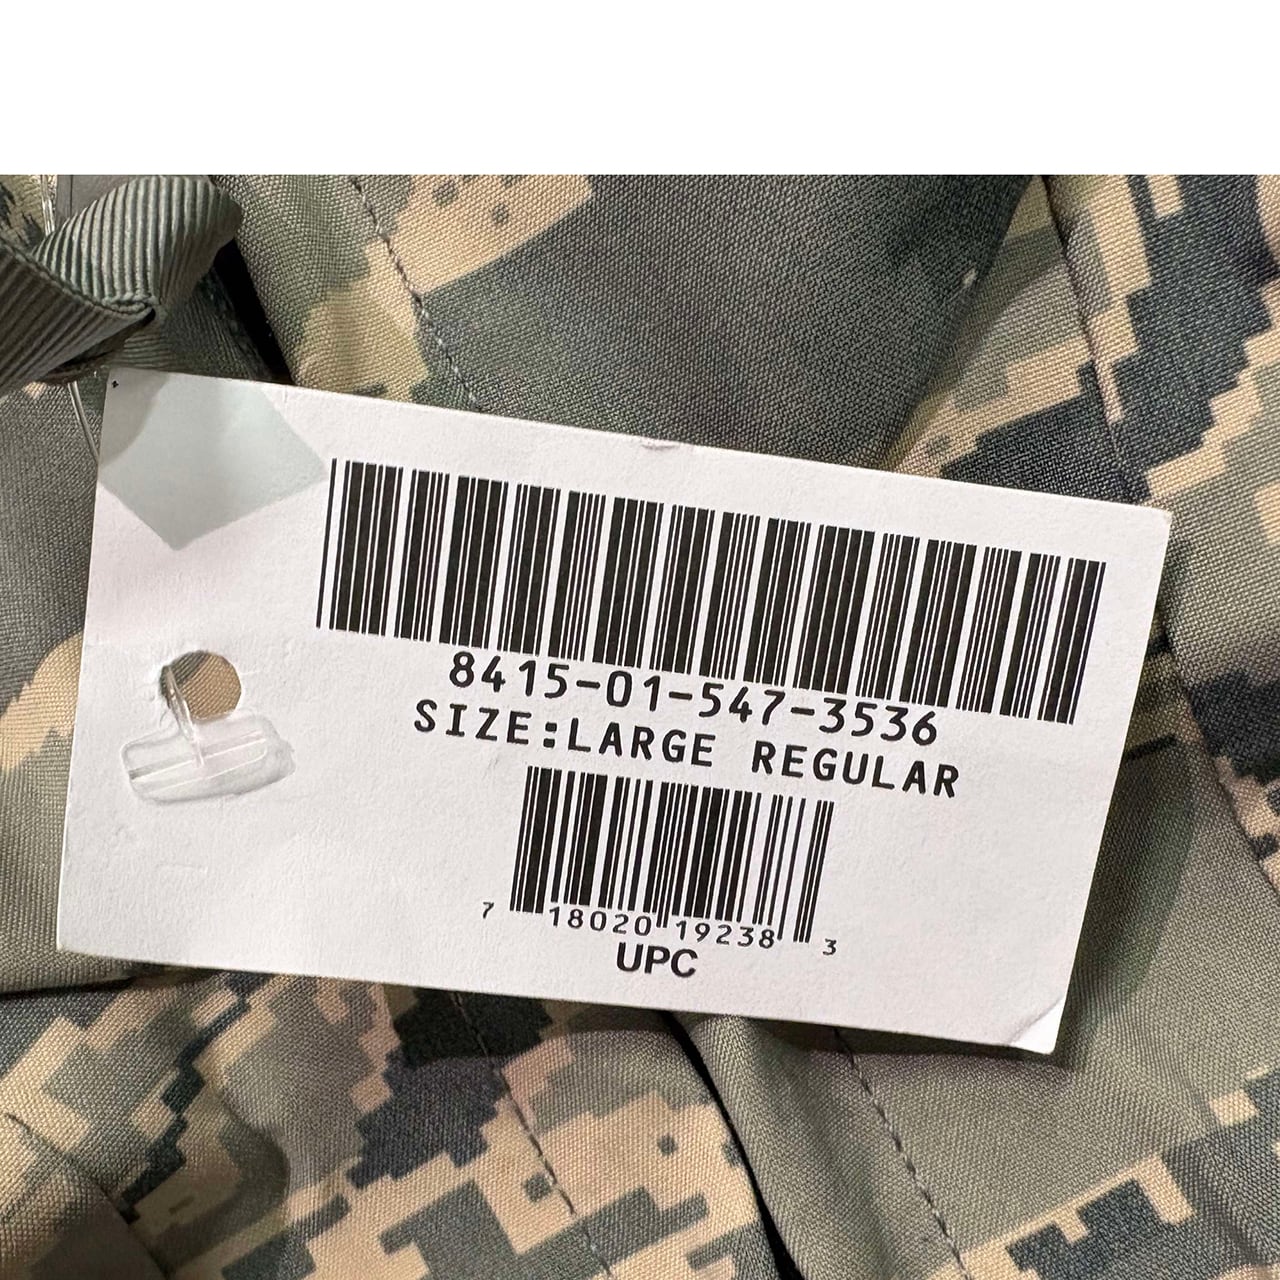 8415-01-547-3536
SIZE:LARGE REGULAR
7 18020 19238 3
UPC